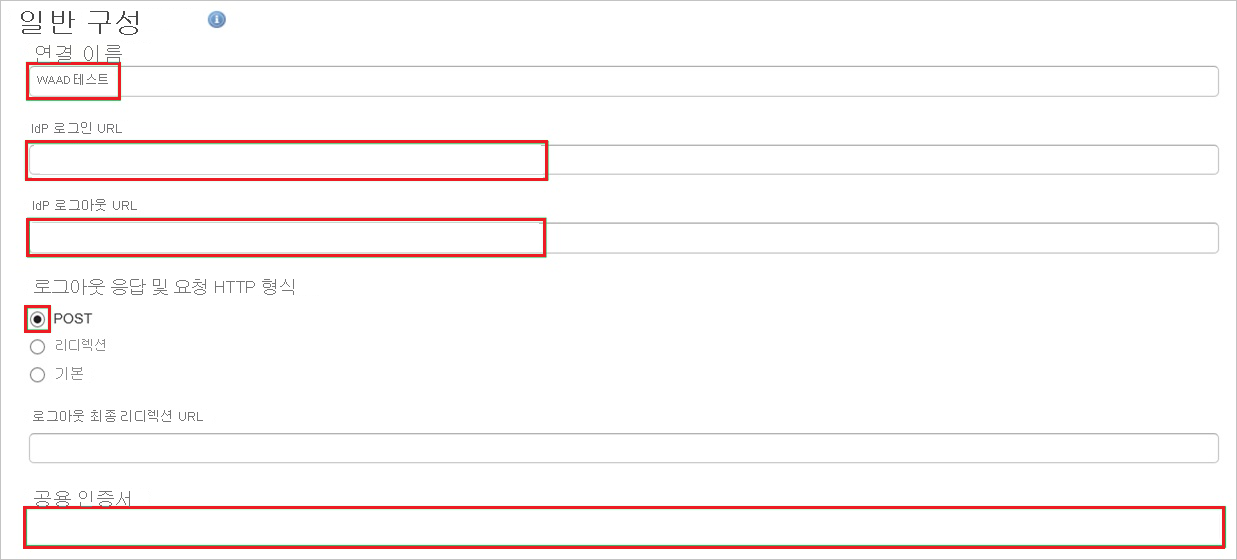 일반 구성
연결 이름
WAAD 테스트
IdP 로그인 URL
IdP 로그아웃 URL
로그아웃 응답 및 요청 HTTP 형식
POST
리디렉션
기본
로그아웃 최종 리디렉션 URL
공용 인증서